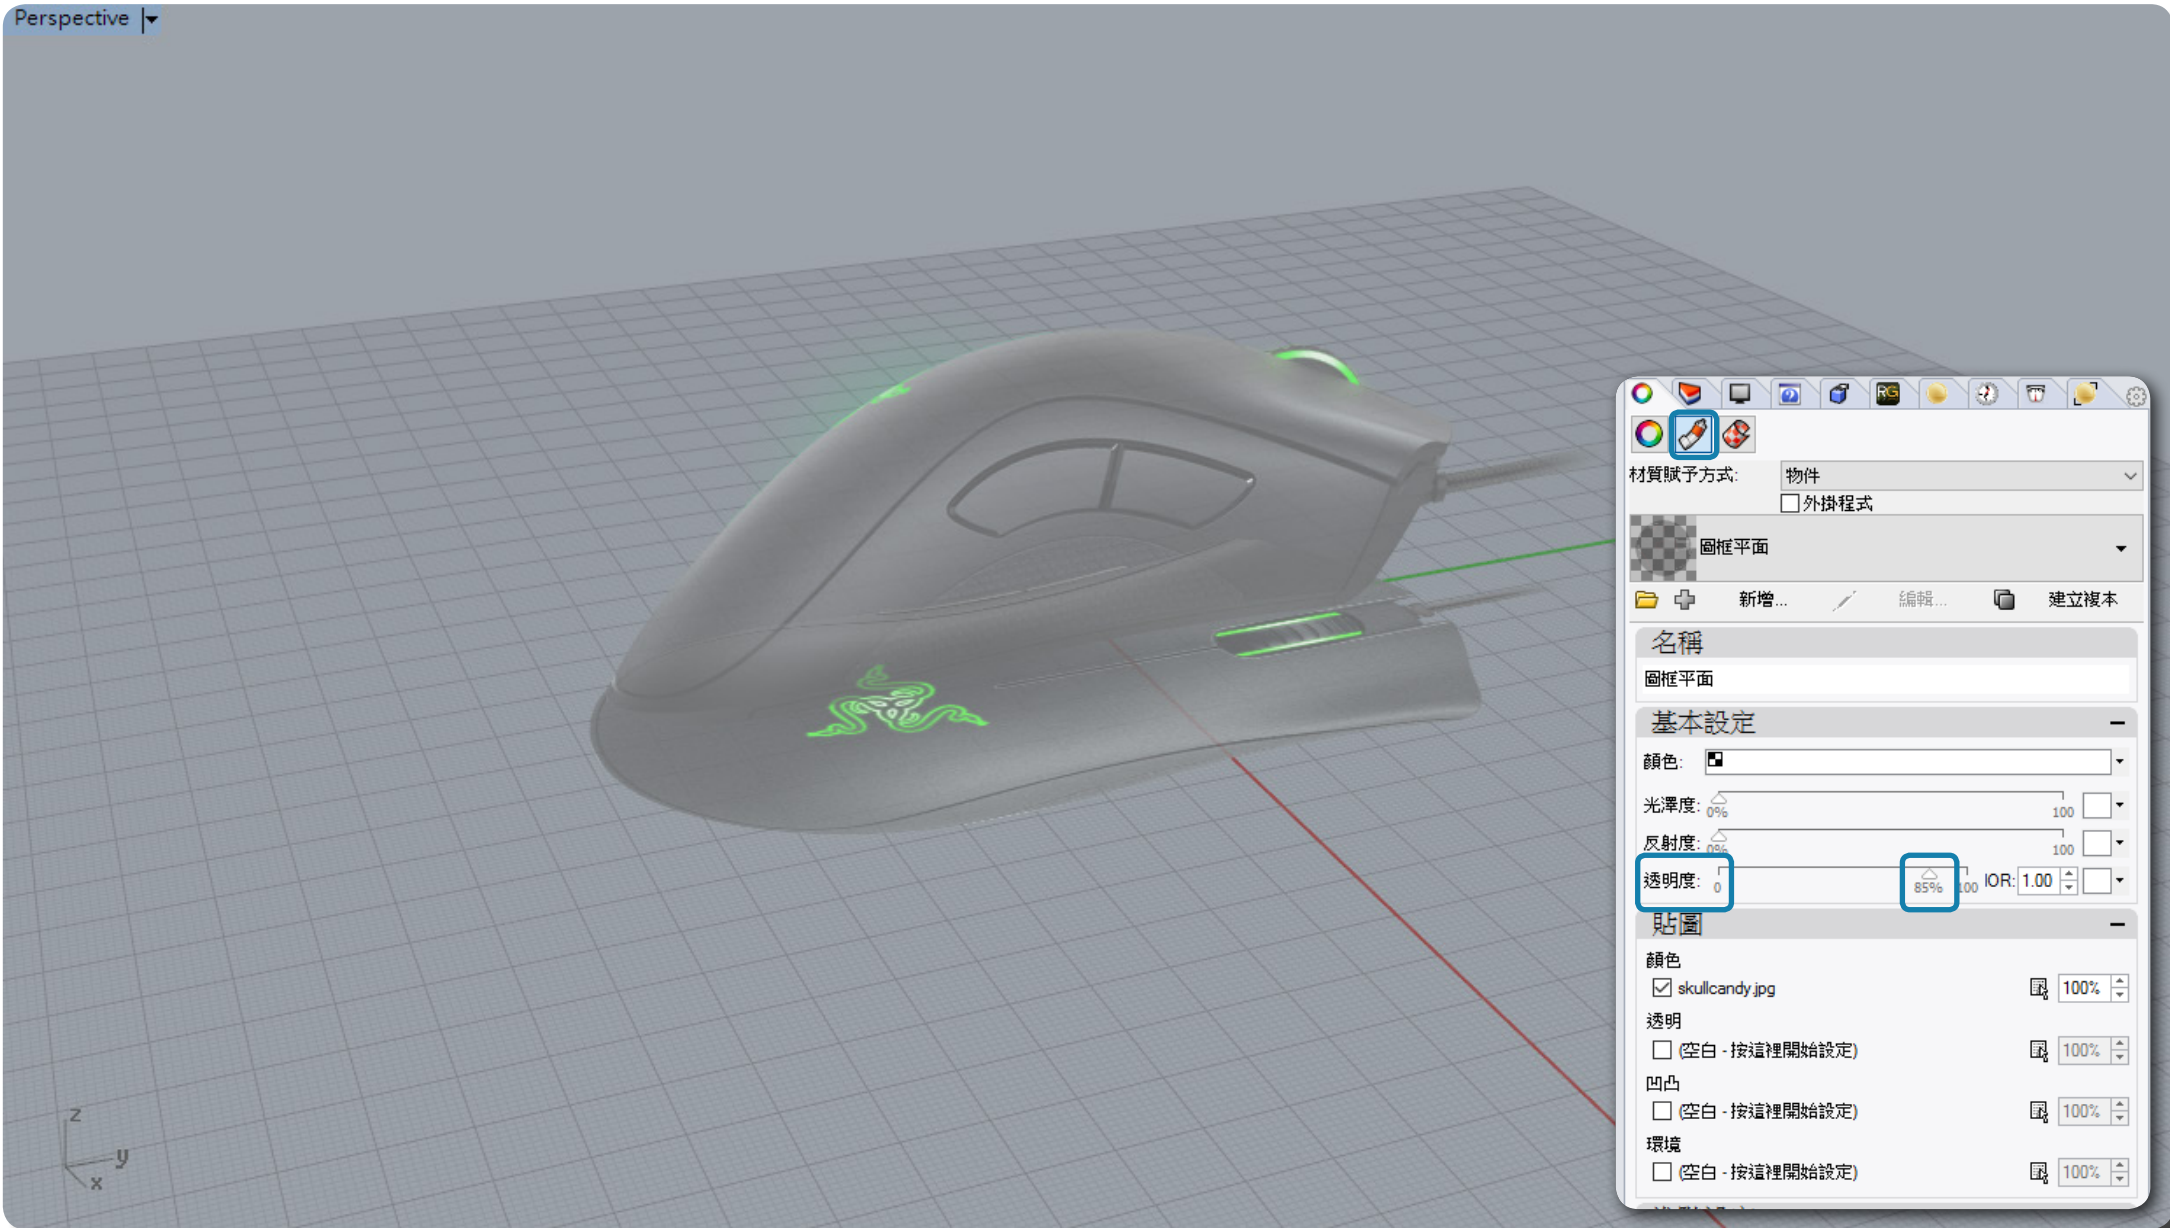 Perspective
RG
材質賦予方式:
物件
外掛程式
圖框平面
新增...
編輯...
建立複本
名稱
圖框平面
基本設定
顏色:
光澤度: 0% 100
反射度: 0% 100
透明度: 0 85% 100 IOR: 1.00
貼圖
顏色
skullcandy.jpg 100%
透明
(空白 - 按這裡開始設定) 100%
凹凸
(空白 - 按這裡開始設定) 100%
環境
(空白 - 按這裡開始設定) 100%
z
y
x